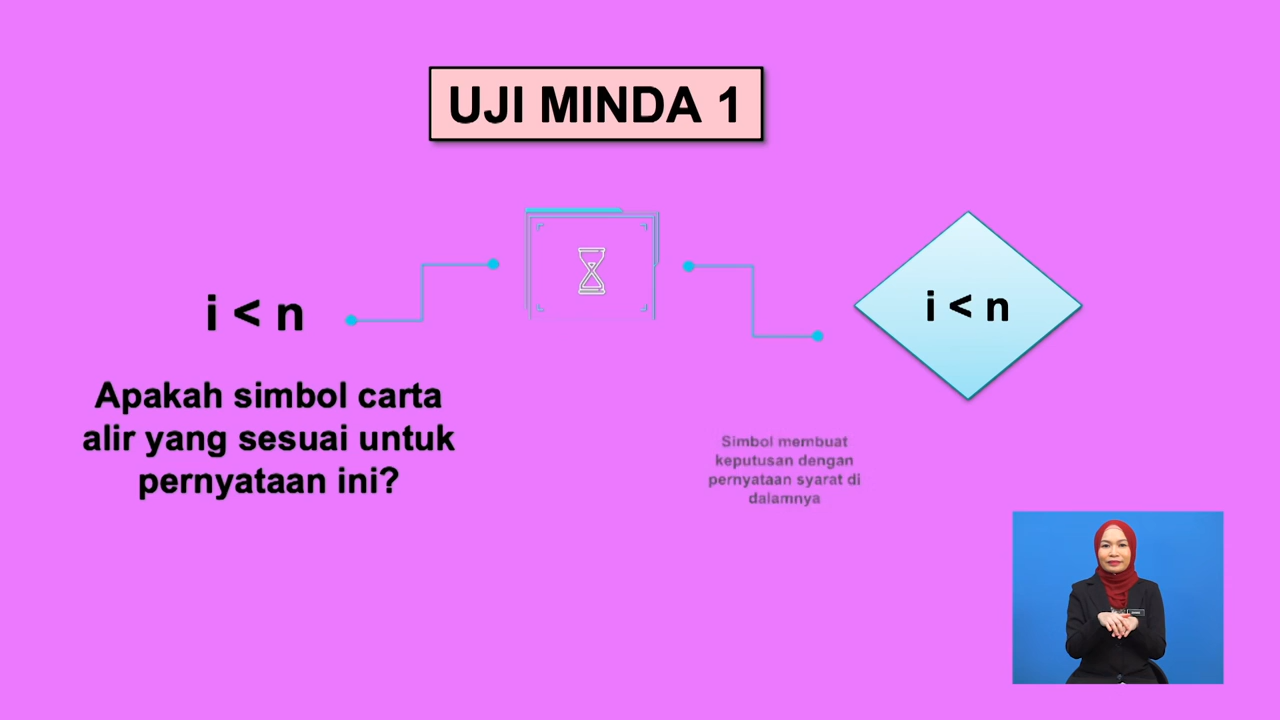 UJI MINDA 1
i < n
i < n
Apakah simbol carta
alir yang sesuai untuk
pernyataan ini?
Simbol membuat
keputusan dengan
pernyataan syarat di
dalamnya